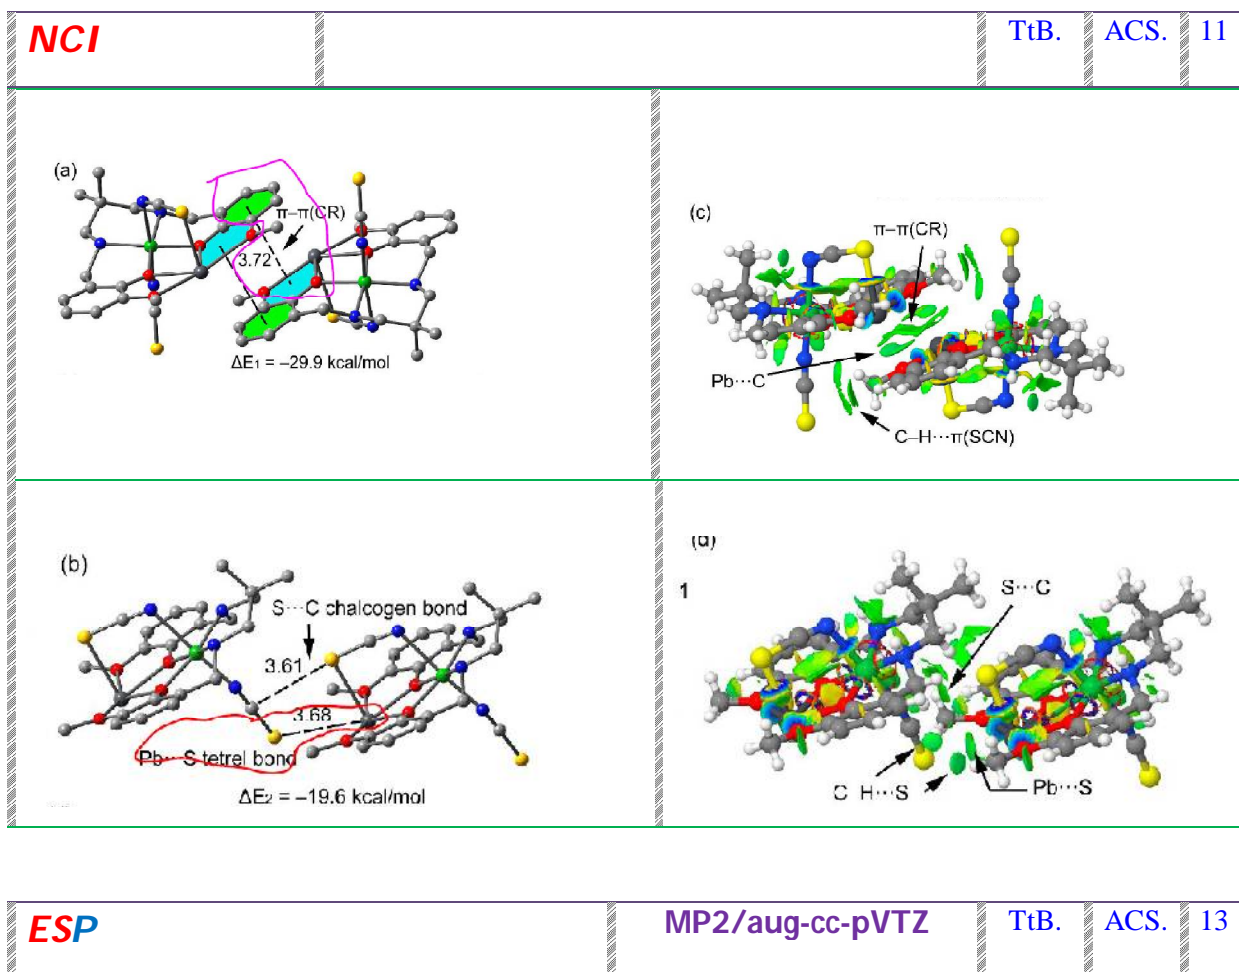 NCI TtB. ACS. 11
(a)
π–π(CR)
3.72
ΔE1 = –29.9 kcal/mol
(c)
π–π(CR)
Pb···C
C–H···π(SCN)
(b)
S···C chalcogen bond
3.61
3.68
Pb···S tetrel bond
ΔE2 = –19.6 kcal/mol
(d)
1
S···C
C H···S
Pb···S
ESP MP2/aug-cc-pVTZ TtB. ACS. 13